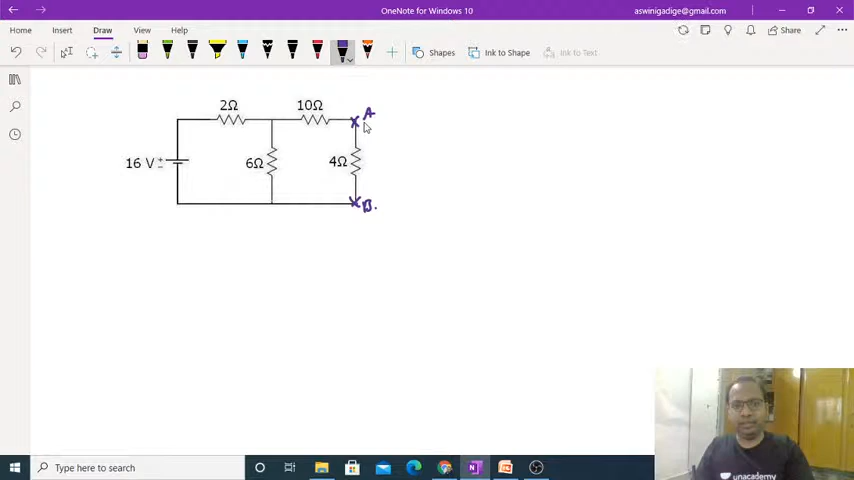 OneNote for Windows 10
aswinigadige@gmail.com
Home Insert Draw View Help
Share
Shapes
Ink to Shape
Ink to Text
2Ω
10Ω
A
16 V
6Ω
4Ω
B.
unacademy
Type here to search